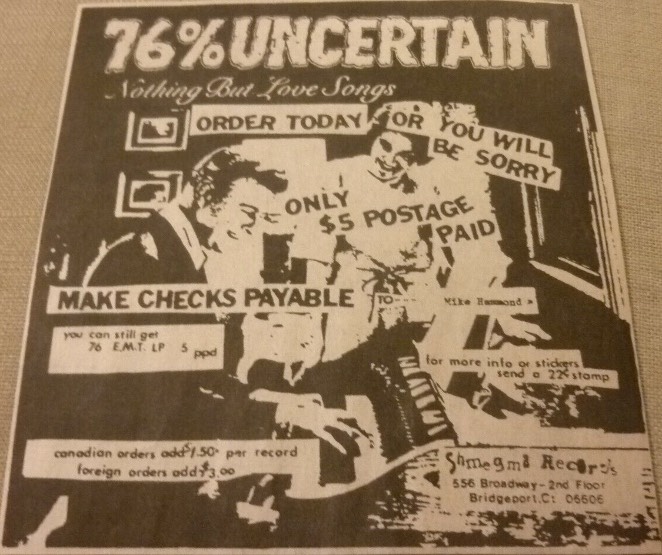 76% UNCERTAIN
Nothing But Love Songs
ORDER TODAY OR YOU WILL
BE SORRY
ONLY
$5 POSTAGE
PAID
MAKE CHECKS PAYABLE TO---- Mike Hammond >
you can still get
76 E.M.T. LP 5 ppd
for more info or stickers
send a 22¢ stamp
canadian orders add $1.50 per record
foreign orders add $3.00
Shmegma Records
556 Broadway-2nd Floor
Bridgeport,Ct 06606